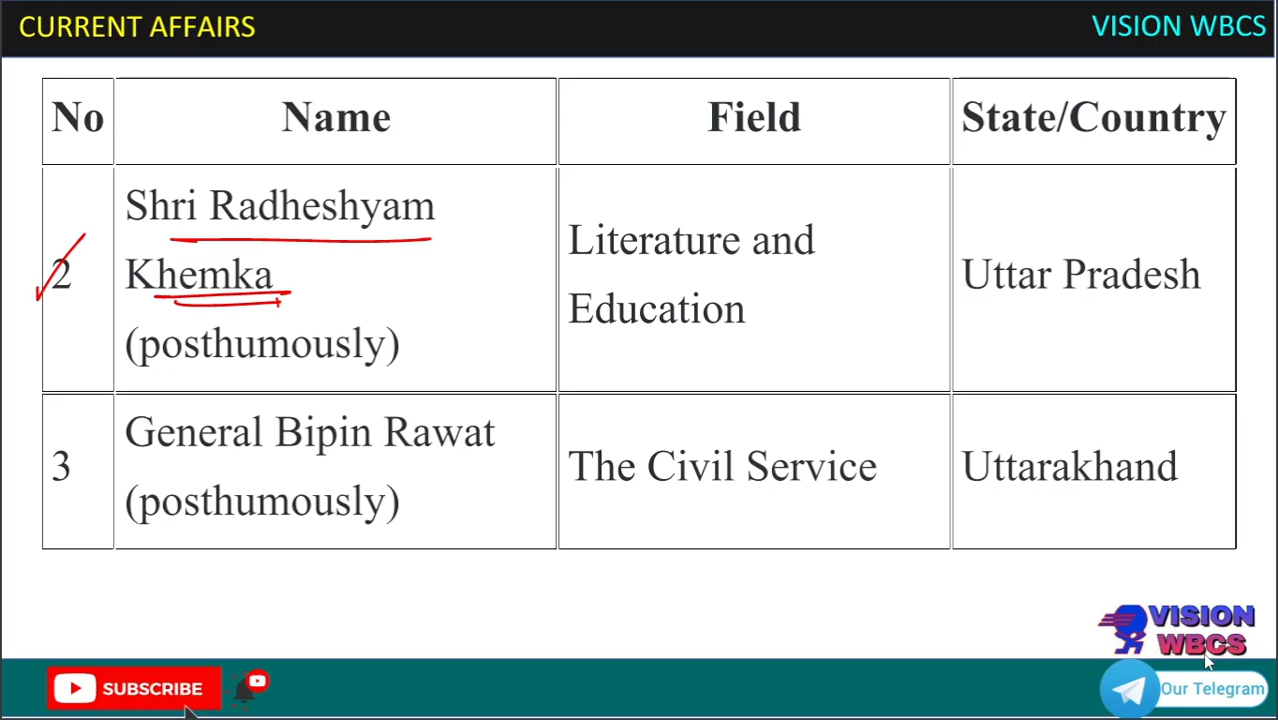 CURRENT AFFAIRS
VISION WBCS
No
Name
Field
State/Country
2
Shri Radheshyam
Khemka
(posthumously)
Literature and
Education
Uttar Pradesh
3
General Bipin Rawat
(posthumously)
The Civil Service
Uttarakhand
VISION
WBCS
SUBSCRIBE
Our Telegram